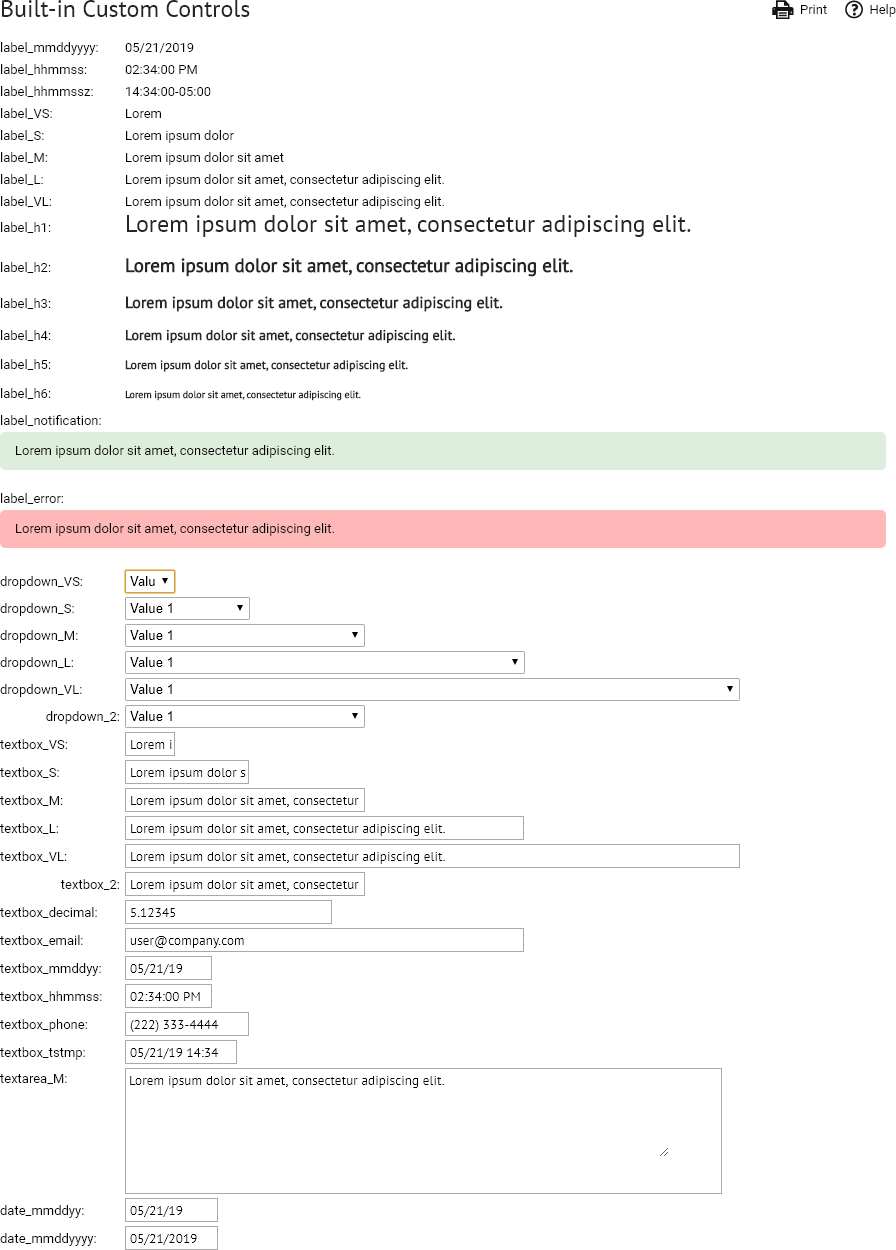 Built-in Custom Controls Print Help
label_mmddyyyy: 05/21/2019
label_hhmmss: 02:34:00 PM
label_hhmmssz: 14:34:00-05:00
label_VS: Lorem
label_S: Lorem ipsum dolor
label_M: Lorem ipsum dolor sit amet
label_L: Lorem ipsum dolor sit amet, consectetur adipiscing elit.
label_VL: Lorem ipsum dolor sit amet, consectetur adipiscing elit.
label_h1: Lorem ipsum dolor sit amet, consectetur adipiscing elit.
label_h2: Lorem ipsum dolor sit amet, consectetur adipiscing elit.
label_h3: Lorem ipsum dolor sit amet, consectetur adipiscing elit.
label_h4: Lorem ipsum dolor sit amet, consectetur adipiscing elit.
label_h5: Lorem ipsum dolor sit amet, consectetur adipiscing elit.
label_h6: Lorem ipsum dolor sit amet, consectetur adipiscing elit.
label_notification:
Lorem ipsum dolor sit amet, consectetur adipiscing elit.
label_error:
Lorem ipsum dolor sit amet, consectetur adipiscing elit.
dropdown_VS: Valu
dropdown_S: Value 1
dropdown_M: Value 1
dropdown_L: Value 1
dropdown_VL: Value 1
dropdown_2: Value 1
textbox_VS: Lorem i
textbox_S: Lorem ipsum dolor s
textbox_M: Lorem ipsum dolor sit amet, consectetur
textbox_L: Lorem ipsum dolor sit amet, consectetur adipiscing elit.
textbox_VL: Lorem ipsum dolor sit amet, consectetur adipiscing elit.
textbox_2: Lorem ipsum dolor sit amet, consectetur
textbox_decimal: 5.12345
textbox_email: user@company.com
textbox_mmddyy: 05/21/19
textbox_hhmmss: 02:34:00 PM
textbox_phone: (222) 333-4444
textbox_tstmp: 05/21/19 14:34
textarea_M: Lorem ipsum dolor sit amet, consectetur adipiscing elit.
date_mmddyy: 05/21/19
date_mmddyyyy: 05/21/2019